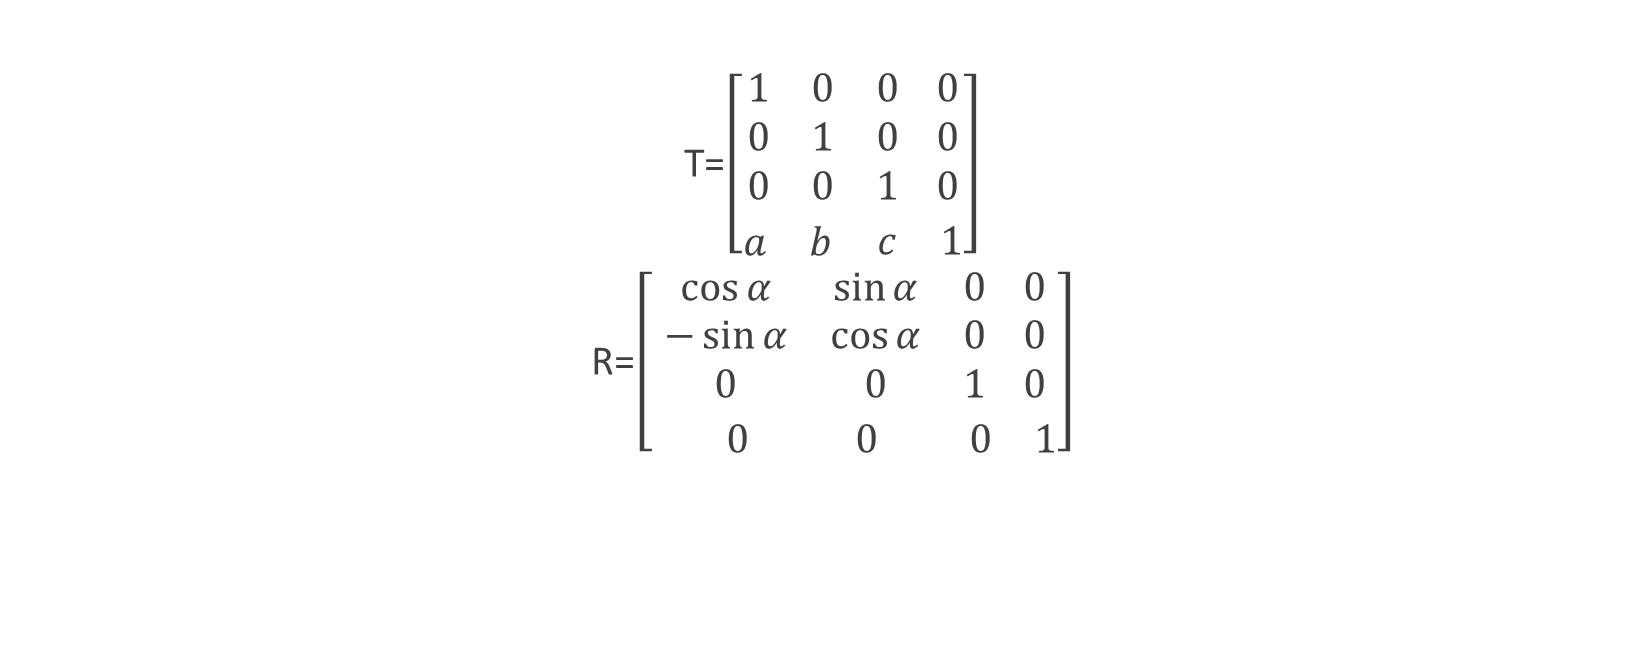 T=[1 0 0 0
0 1 0 0
0 0 1 0
a b c 1]
R=[cos α sin α 0 0
− sin α cos α 0 0
0 0 1 0
0 0 0 1]